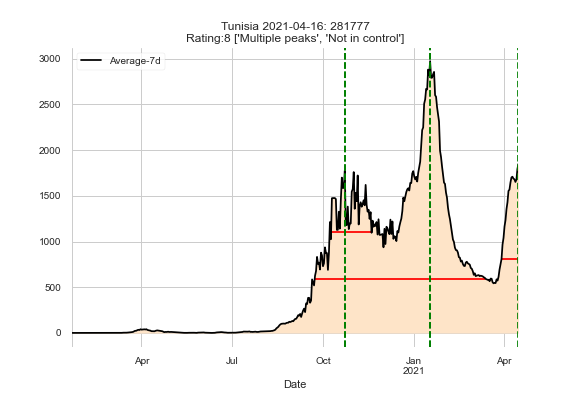 Tunisia 2021-04-16: 281777
Rating:8 ['Multiple peaks', 'Not in control']
Average-7d
3000
2500
2000
1500
1000
500
0
Apr
Jul
Oct
Jan
2021
Apr
Date